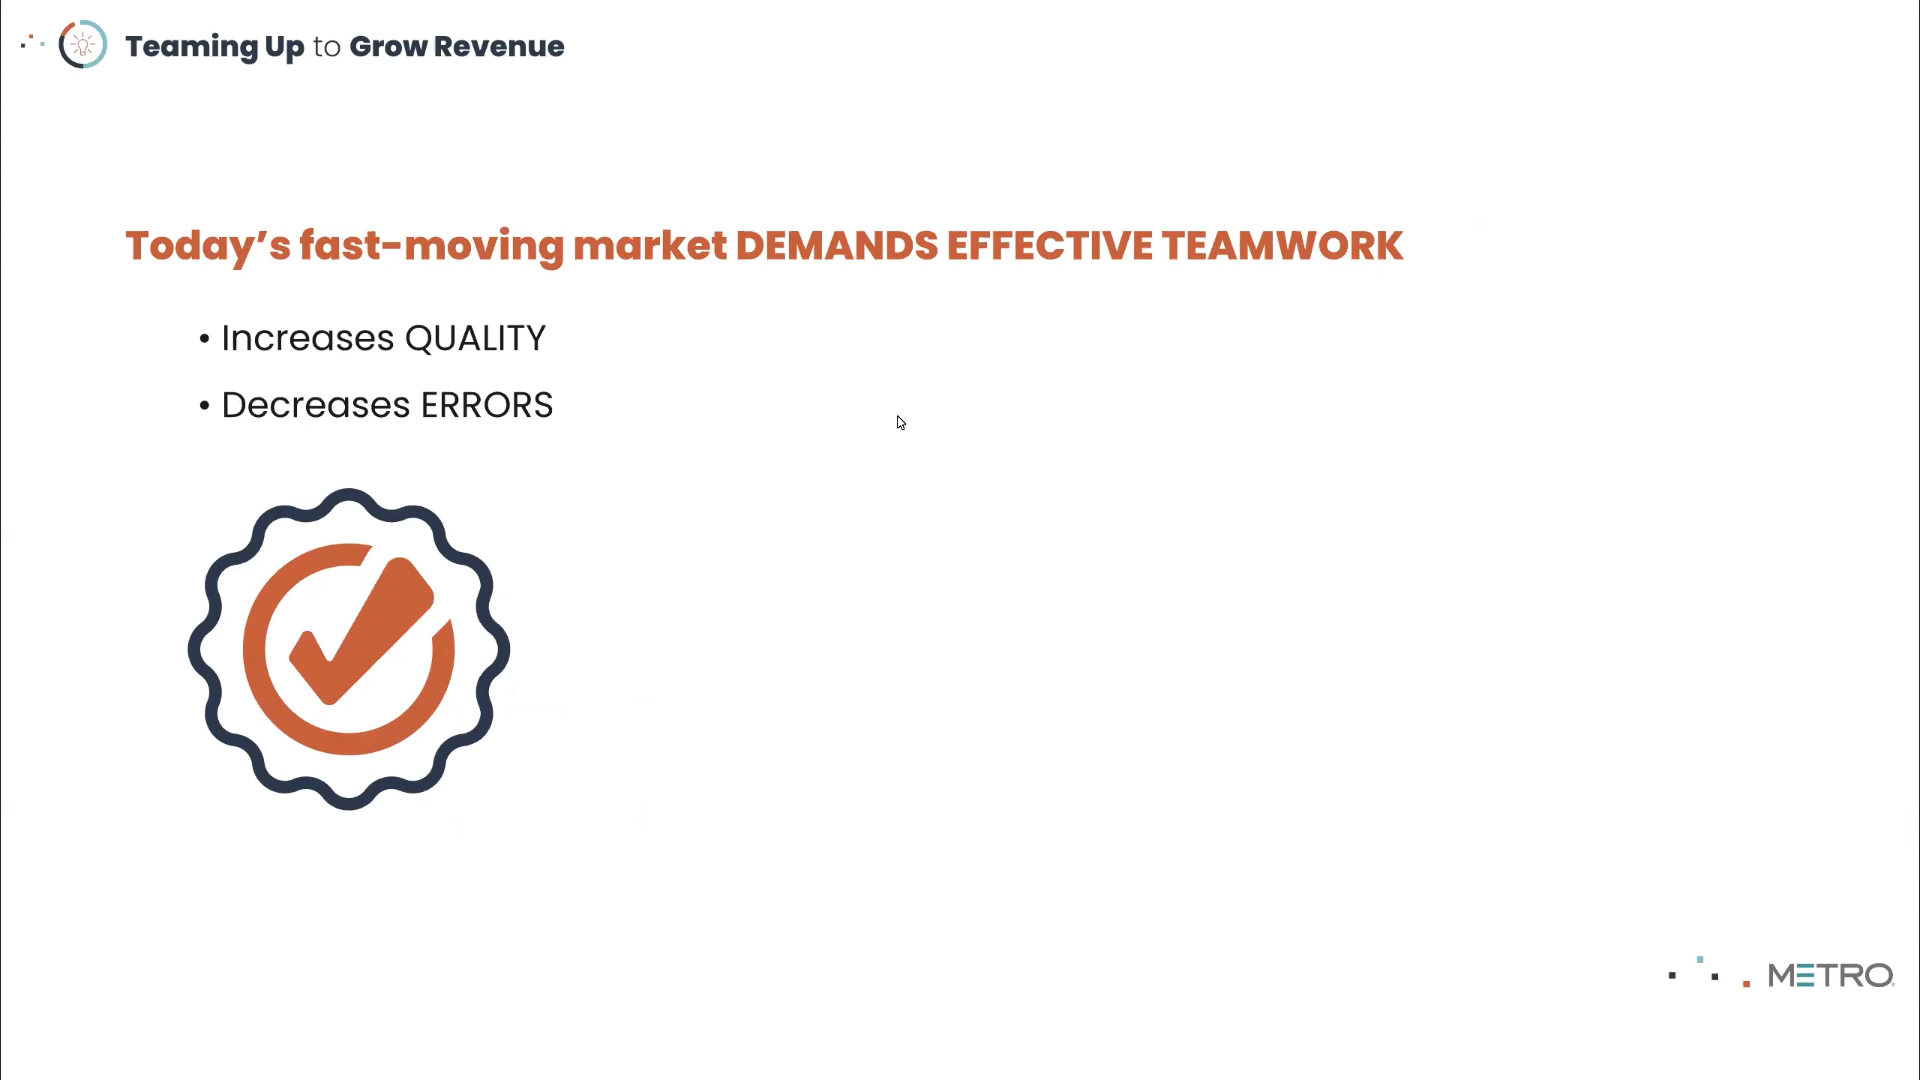 Teaming Up to Grow Revenue
Today’s fast-moving market DEMANDS EFFECTIVE TEAMWORK
• Increases QUALITY
• Decreases ERRORS
METRO